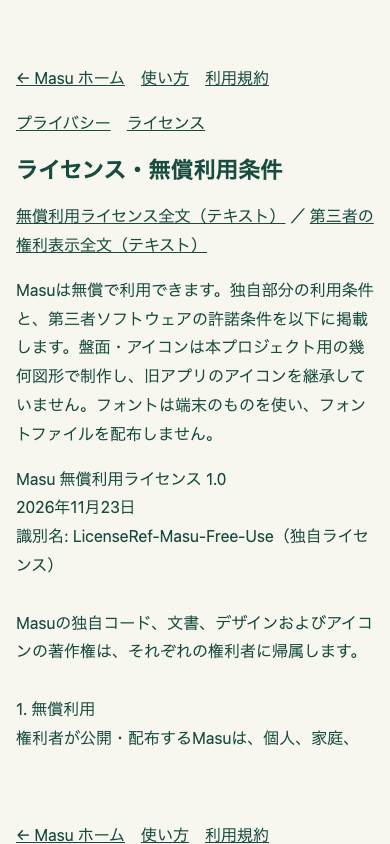 ← Masu ホーム 使い方 利用規約
プライバシー ライセンス
ライセンス・無償利用条件
無償利用ライセンス全文（テキスト） ／ 第三者の
権利表示全文（テキスト）
Masuは無償で利用できます。独自部分の利用条件
と、第三者ソフトウェアの許諾条件を以下に掲載
します。盤面・アイコンは本プロジェクト用の幾
何図形で制作し、旧アプリのアイコンを継承して
いません。フォントは端末のものを使い、フォン
トファイルを配布しません。
Masu 無償利用ライセンス 1.0
2026年11月23日
識別名: LicenseRef-Masu-Free-Use（独自ライセ
ンス）
Masuの独自コード、文書、デザインおよびアイコ
ンの著作権は、それぞれの権利者に帰属します。
1. 無償利用
権利者が公開・配布するMasuは、個人、家庭、
← Masu ホーム 使い方 利用規約